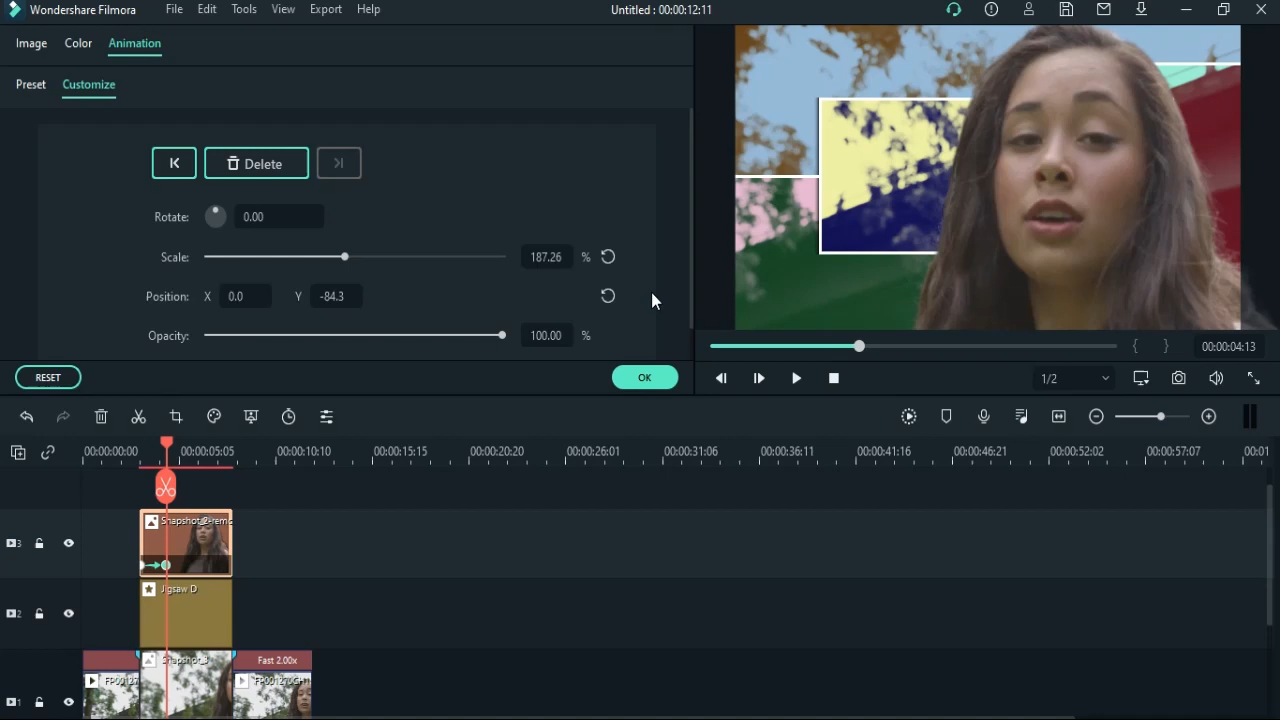 Wondershare Filmora File Edit Tools View Export Help Untitled : 00:00:12:11
Image Color Animation
Preset Customize
Delete
Rotate: 0.00
Scale: 187.26 %
Position: X 0.0 Y -84.3
Opacity: 100.00 %
00:00:04:13
RESET OK
1/2
00:00:00:00 00:00:05:05 00:00:10:10 00:00:15:15 00:00:20:20 00:00:26:01 00:00:31:06 00:00:36:11 00:00:41:16 00:00:46:21 00:00:52:02 00:00:57:07 00:01
Snapshot_2-remo
3
Jigsaw D
2
Snapshot_3 Fast 2.00x
1